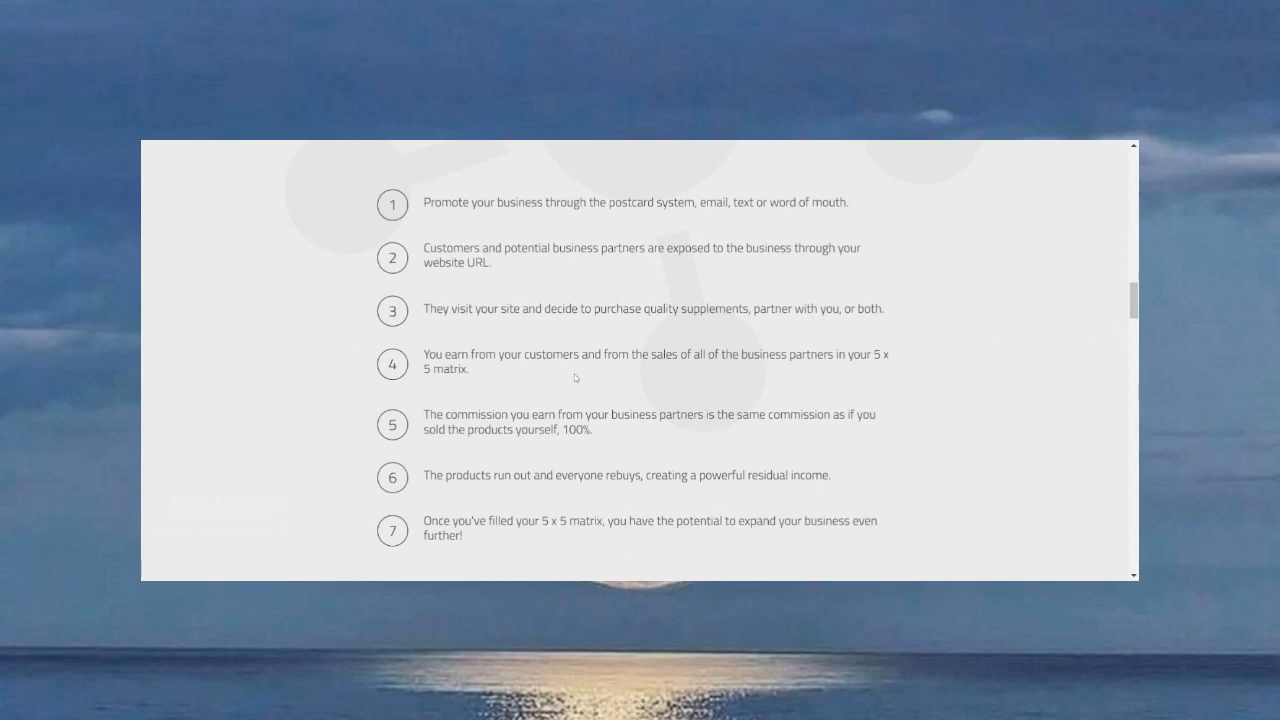 1 Promote your business through the postcard system, email, text or word of mouth.
2 Customers and potential business partners are exposed to the business through your
website URL.
3 They visit your site and decide to purchase quality supplements, partner with you, or both.
4 You earn from your customers and from the sales of all of the business partners in your 5 x
5 matrix.
5 The commission you earn from your business partners is the same commission as if you
sold the products yourself, 100%.
6 The products run out and everyone rebuys, creating a powerful residual income.
7 Once you've filled your 5 x 5 matrix, you have the potential to expand your business even
further!